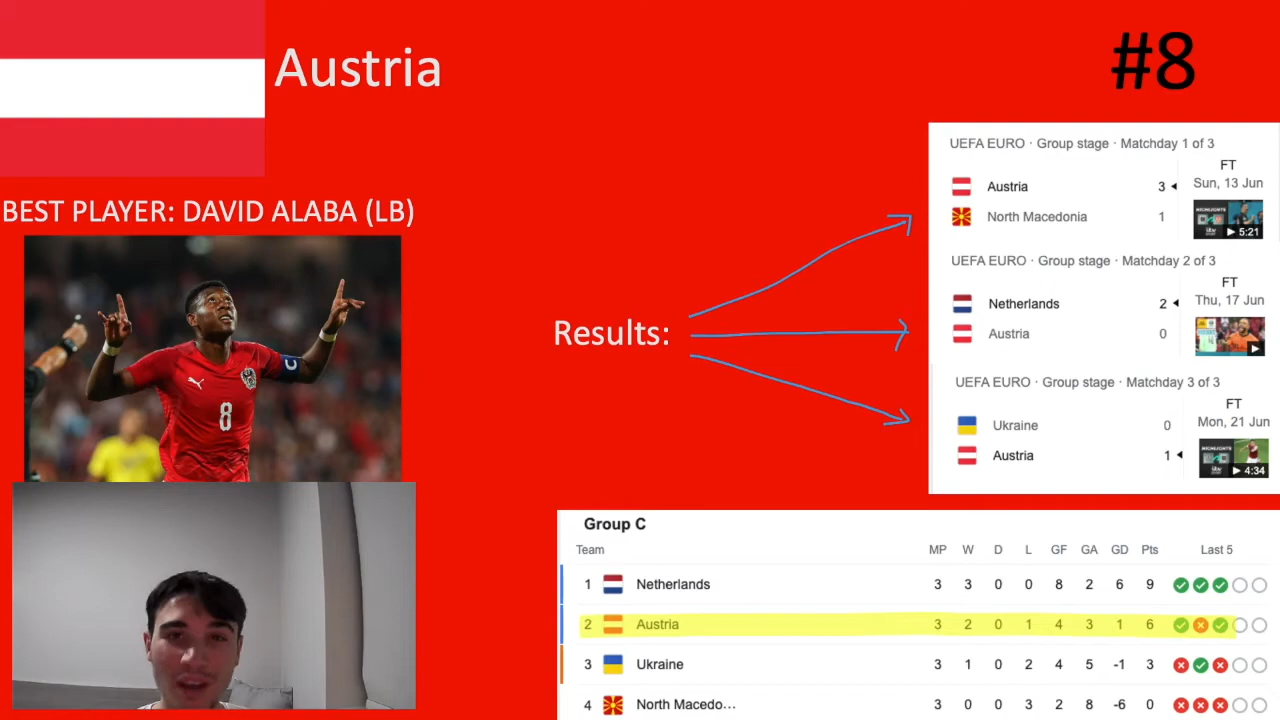 Austria
#8
BEST PLAYER: DAVID ALABA (LB)
8
C
Results:
UEFA EURO · Group stage · Matchday 1 of 3
FT
Austria 3
Sun, 13 Jun
North Macedonia 1
HIGHLIGHTS
itv
5:21
UEFA EURO · Group stage · Matchday 2 of 3
FT
Netherlands 2
Thu, 17 Jun
Austria 0
UEFA EURO · Group stage · Matchday 3 of 3
FT
Ukraine 0
Mon, 21 Jun
Austria 1
HIGHLIGHTS
itv
4:34
Group C
Team MP W D L GF GA GD Pts Last 5
1 Netherlands 3 3 0 0 8 2 6 9
2 Austria 3 2 0 1 4 3 1 6
3 Ukraine 3 1 0 2 4 5 -1 3
4 North Macedo... 3 0 0 3 2 8 -6 0